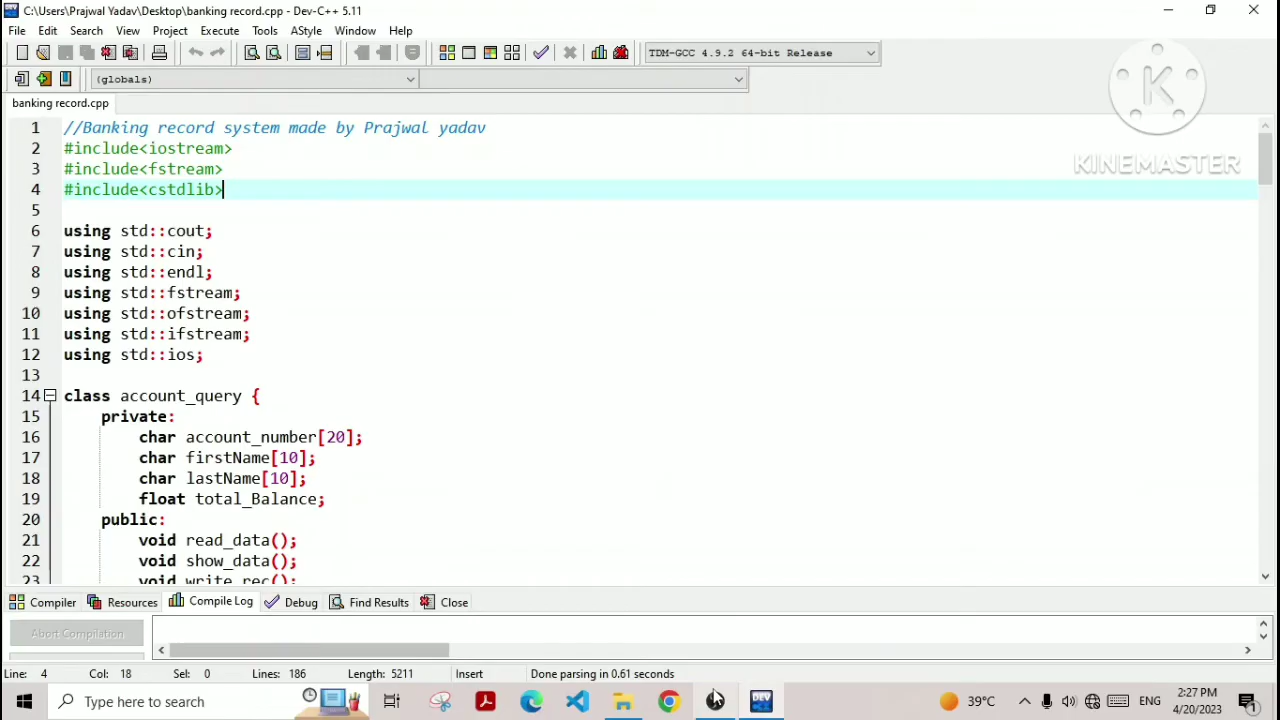 C:\Users\Prajwal Yadav\Desktop\banking record.cpp - Dev-C++ 5.11
File Edit Search View Project Execute Tools AStyle Window Help
TDM-GCC 4.9.2 64-bit Release
(globals)
K
KINEMASTER
banking record.cpp
1 //Banking record system made by Prajwal yadav
2 #include<iostream>
3 #include<fstream>
4 #include<cstdlib>
5
6 using std::cout;
7 using std::cin;
8 using std::endl;
9 using std::fstream;
10 using std::ofstream;
11 using std::ifstream;
12 using std::ios;
13
14 class account_query {
15 private:
16 char account_number[20];
17 char firstName[10];
18 char lastName[10];
19 float total_Balance;
20 public:
21 void read_data();
22 void show_data();
23 void write_rec();
Compiler Resources Compile Log Debug Find Results Close
Abort Compilation
Line: 4 Col: 18 Sel: 0 Lines: 186 Length: 5211 Insert Done parsing in 0.61 seconds
Type here to search
DEV
39°C
ENG
2:27 PM
4/20/2023
1